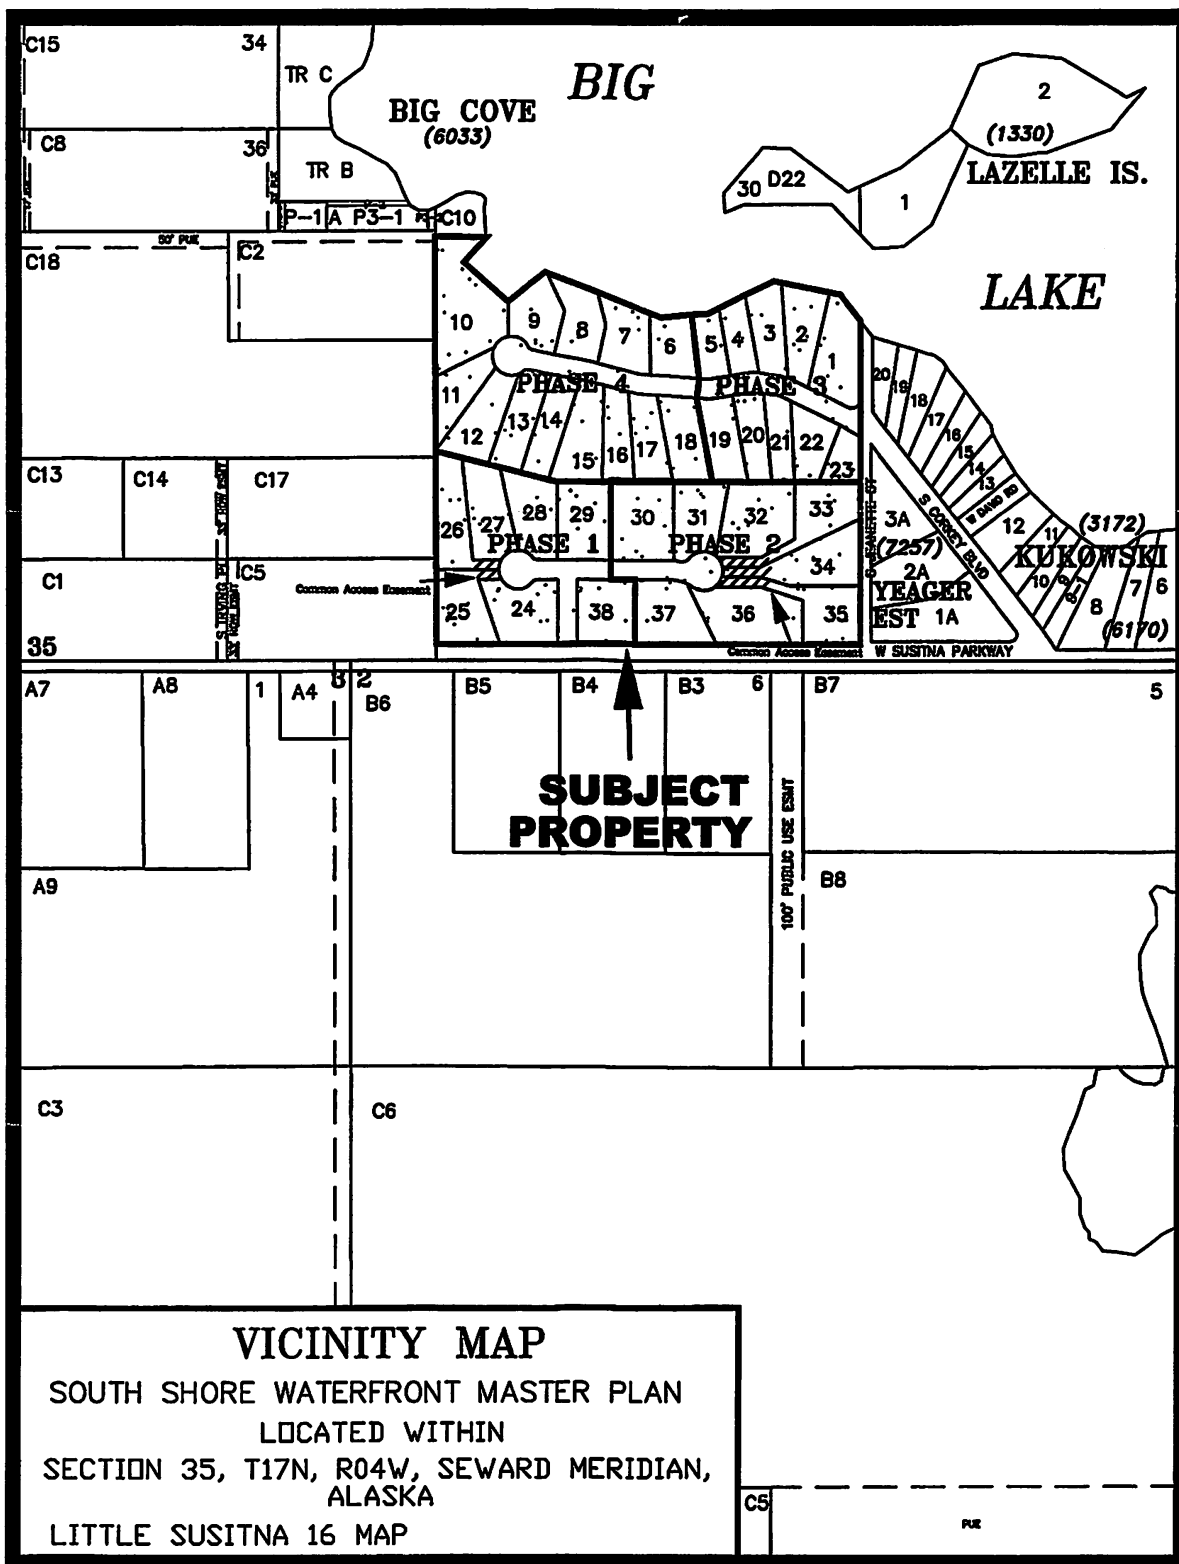 C15
34
TR C
BIG
BIG COVE
(6033)
2
(1330)
LAZELLE IS.
C8
36
TR B
30
D22
1
P-1
A
P3-1
C10
50' PUE
C18
C2
LAKE
10
9
8
7
6
5
4
3
2
1
PHASE 4
PHASE 3
11
12
13
14
15
16
17
18
19
20
21
22
23
20
19
18
17
16
15
14
13
W DAVID RD
12
11
10
9
8-1
8
7
6
(3172)
KUKOWSKI
(6170)
C13
C14
C17
26
27
28
29
30
31
32
33
PHASE 1
PHASE 2
34
25
24
38
37
36
35
Common Access Easement
Common Access Easement
S JEANETTE CT
S CORKEY BLVD
3A
(7257)
2A
YEAGER
EST
1A
W SUSITNA PARKWAY
C1
C5
35
A7
A8
1
A4
3
2
B6
B5
B4
B3
6
B7
5
SUBJECT
PROPERTY
100' PUBLIC USE ESMT
A9
B8
C3
C6
VICINITY MAP
SOUTH SHORE WATERFRONT MASTER PLAN
LOCATED WITHIN
SECTION 35, T17N, R04W, SEWARD MERIDIAN,
ALASKA
LITTLE SUSITNA 16 MAP
C5
PUE